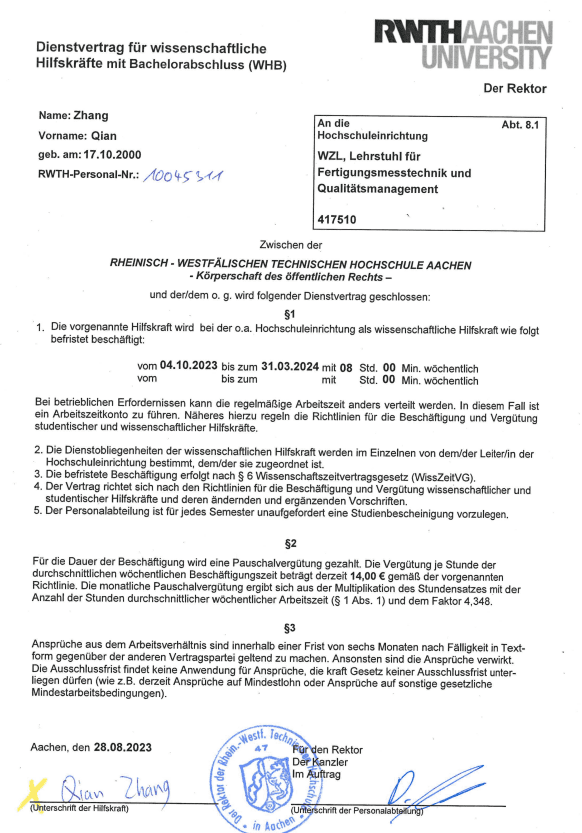 Dienstvertrag für wissenschaftliche
Hilfskräfte mit Bachelorabschluss (WHB)
RWTHAACHEN
UNIVERSITY
Der Rektor
Name: Zhang
Vorname: Qian
geb. am: 17.10.2000
RWTH-Personal-Nr.: 10045311
An die Abt. 8.1
Hochschuleinrichtung
WZL, Lehrstuhl für
Fertigungsmesstechnik und
Qualitätsmanagement
417510
Zwischen der
RHEINISCH - WESTFÄLISCHEN TECHNISCHEN HOCHSCHULE AACHEN
- Körperschaft des öffentlichen Rechts –
und der/dem o. g. wird folgender Dienstvertrag geschlossen:
§1
1. Die vorgenannte Hilfskraft wird bei der o.a. Hochschuleinrichtung als wissenschaftliche Hilfskraft wie folgt
befristet beschäftigt:
vom 04.10.2023 bis zum 31.03.2024 mit 08 Std. 00 Min. wöchentlich
vom bis zum mit Std. 00 Min. wöchentlich
Bei betrieblichen Erfordernissen kann die regelmäßige Arbeitszeit anders verteilt werden. In diesem Fall ist
ein Arbeitszeitkonto zu führen. Näheres hierzu regeln die Richtlinien für die Beschäftigung und Vergütung
studentischer und wissenschaftlicher Hilfskräfte.
2. Die Dienstobliegenheiten der wissenschaftlichen Hilfskraft werden im Einzelnen von dem/der Leiter/in der
Hochschuleinrichtung bestimmt, dem/der sie zugeordnet ist.
3. Die befristete Beschäftigung erfolgt nach § 6 Wissenschaftszeitvertragsgesetz (WissZeitVG).
4. Der Vertrag richtet sich nach den Richtlinien für die Beschäftigung und Vergütung wissenschaftlicher und
studentischer Hilfskräfte und deren ändernden und ergänzenden Vorschriften.
5. Der Personalabteilung ist für jedes Semester unaufgefordert eine Studienbescheinigung vorzulegen.
§2
Für die Dauer der Beschäftigung wird eine Pauschalvergütung gezahlt. Die Vergütung je Stunde der
durchschnittlichen wöchentlichen Beschäftigungszeit beträgt derzeit 14,00 € gemäß der vorgenannten
Richtlinie. Die monatliche Pauschalvergütung ergibt sich aus der Multiplikation des Stundensatzes mit der
Anzahl der Stunden durchschnittlicher wöchentlicher Arbeitszeit (§ 1 Abs. 1) und dem Faktor 4,348.
§3
Ansprüche aus dem Arbeitsverhältnis sind innerhalb einer Frist von sechs Monaten nach Fälligkeit in Text-
form gegenüber der anderen Vertragspartei geltend zu machen. Ansonsten sind die Ansprüche verwirkt.
Die Ausschlussfrist findet keine Anwendung für Ansprüche, die kraft Gesetz keiner Ausschlussfrist unter-
liegen dürfen (wie z.B. derzeit Ansprüche auf Mindestlohn oder Ansprüche auf sonstige gesetzliche
Mindestarbeitsbedingungen).
Aachen, den 28.08.2023
Für den Rektor
Der Kanzler
Im Auftrag
Der Rektor der Rhein.-Westf. Techn. Hochschule
47
in Aachen
X Qian Zhang
(Unterschrift der Hilfskraft)
(Unterschrift der Personalabteilung)